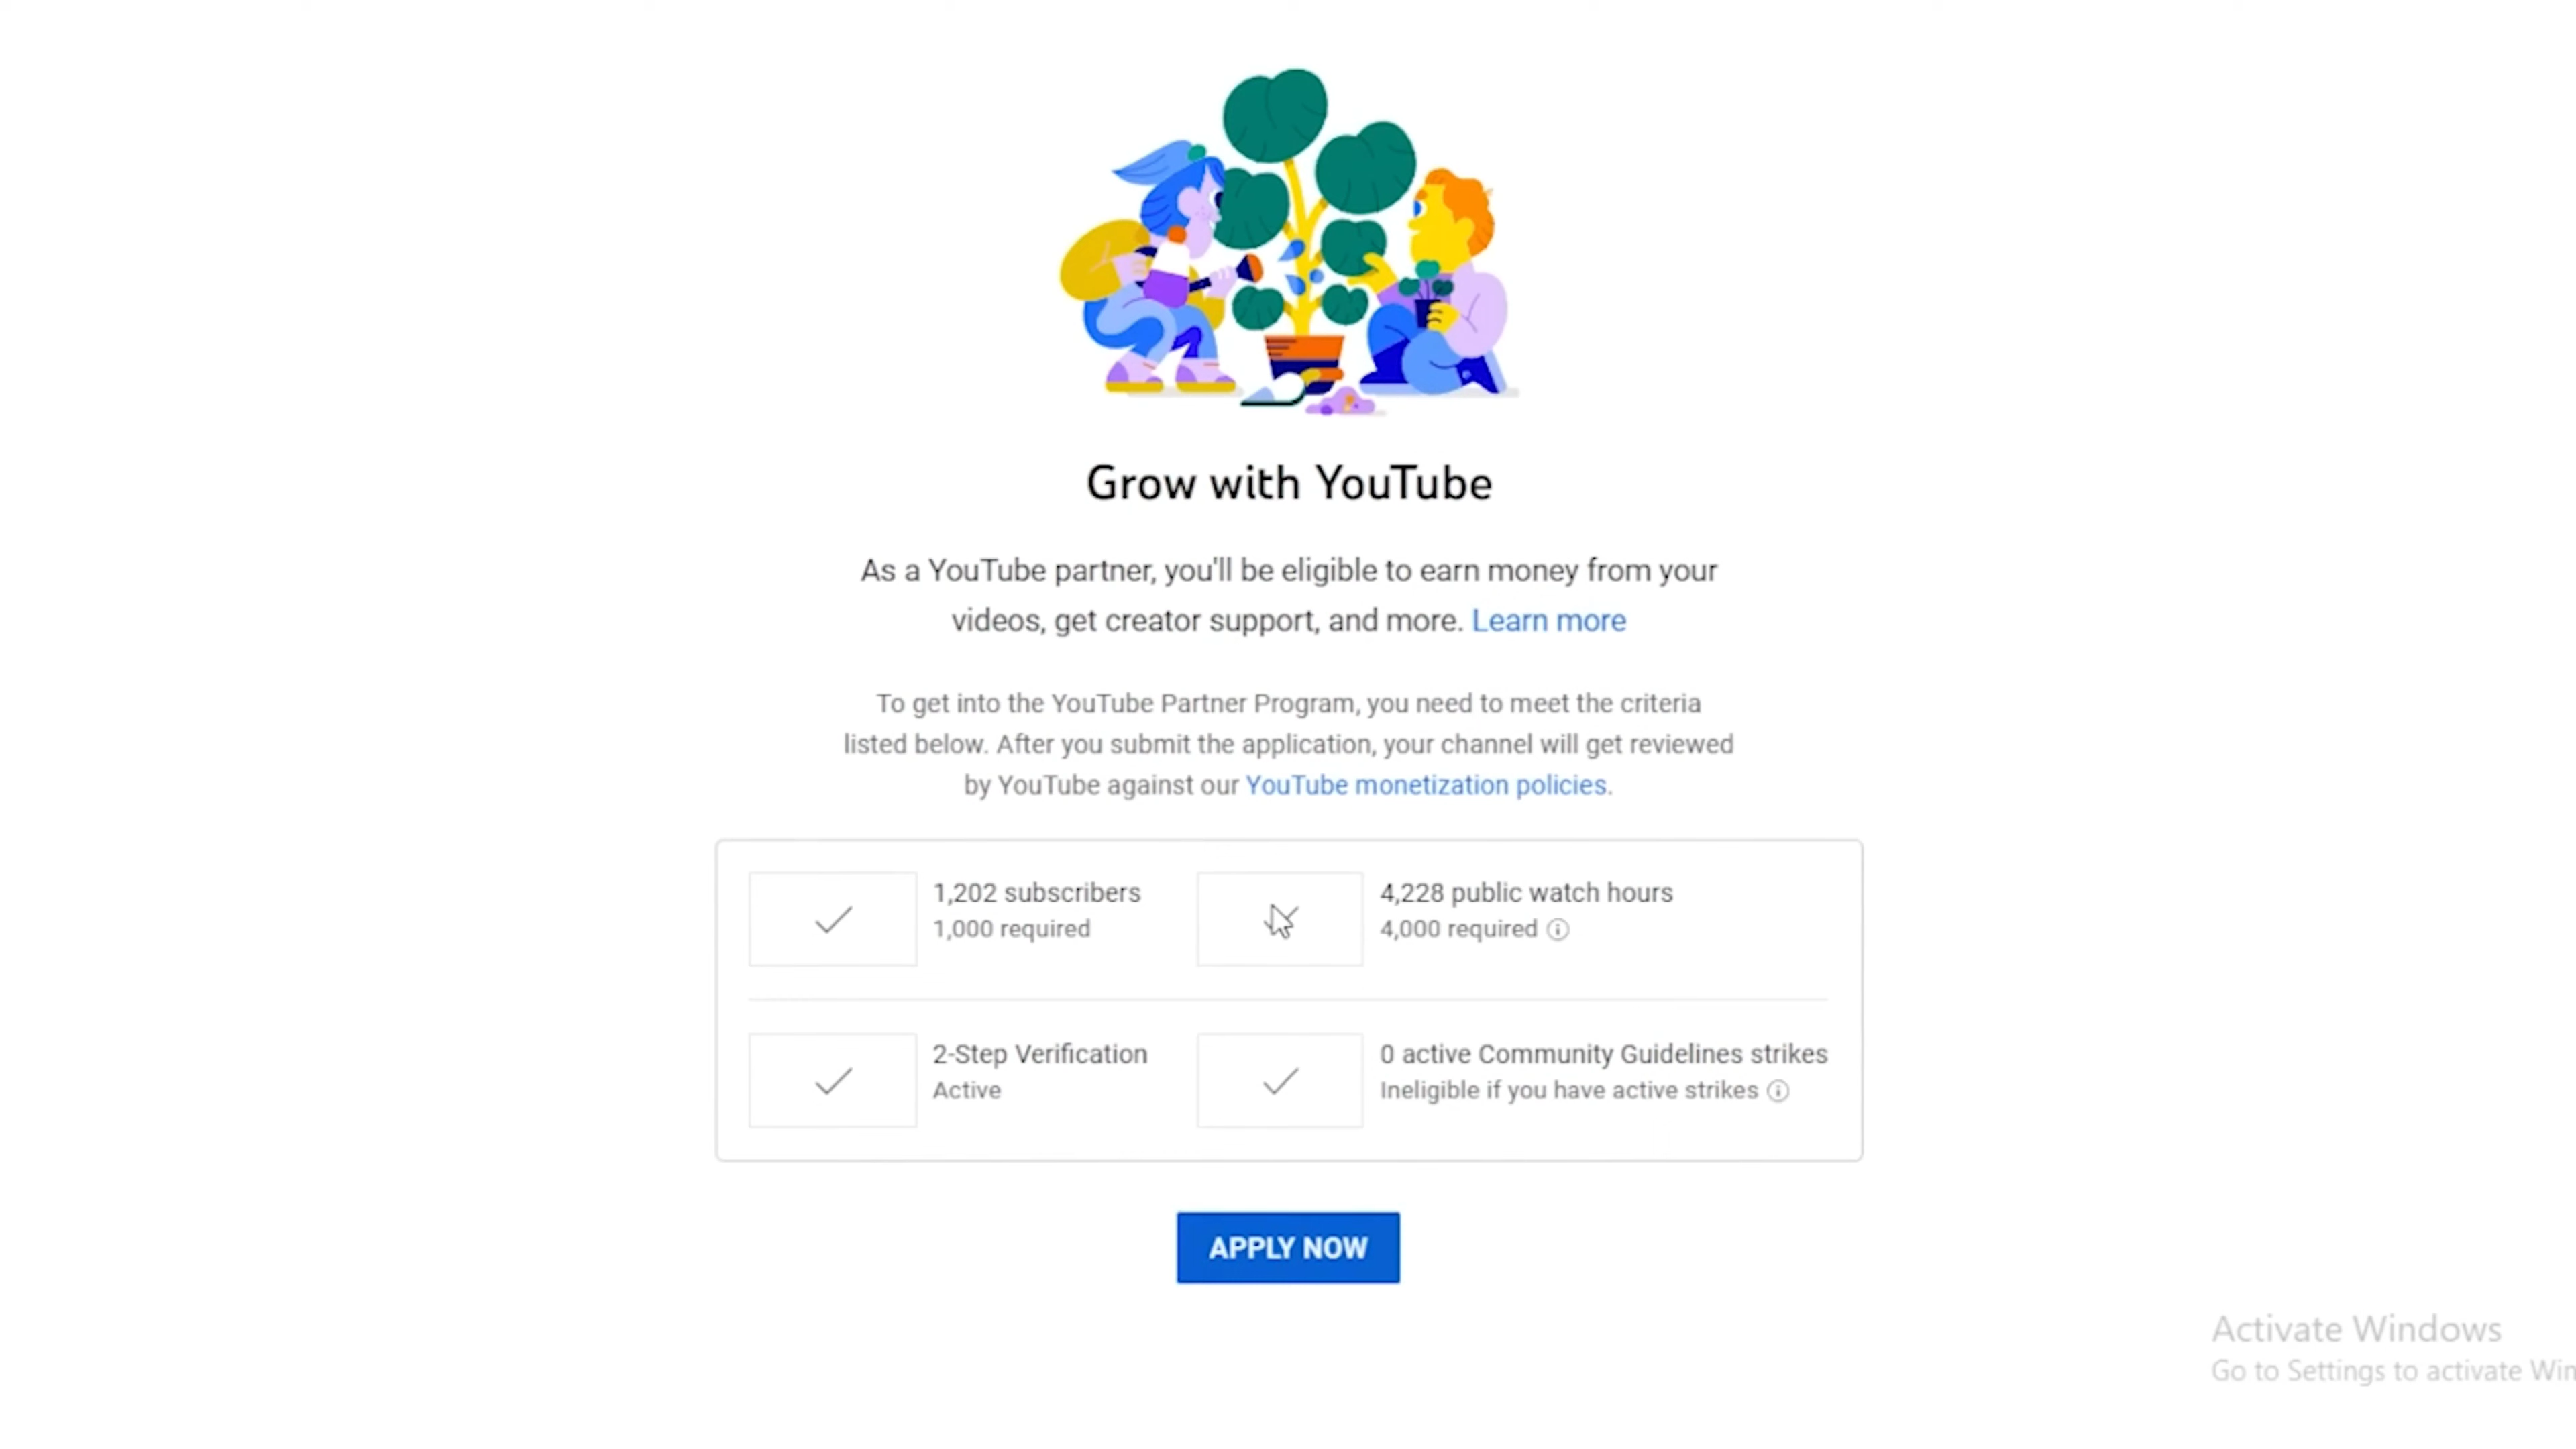 Grow with YouTube
As a YouTube partner, you'll be eligible to earn money from your
videos, get creator support, and more. Learn more
To get into the YouTube Partner Program, you need to meet the criteria
listed below. After you submit the application, your channel will get reviewed
by YouTube against our YouTube monetization policies.
1,202 subscribers
1,000 required
4,228 public watch hours
4,000 required
2-Step Verification
Active
0 active Community Guidelines strikes
Ineligible if you have active strikes
APPLY NOW
Activate Windows
Go to Settings to activate